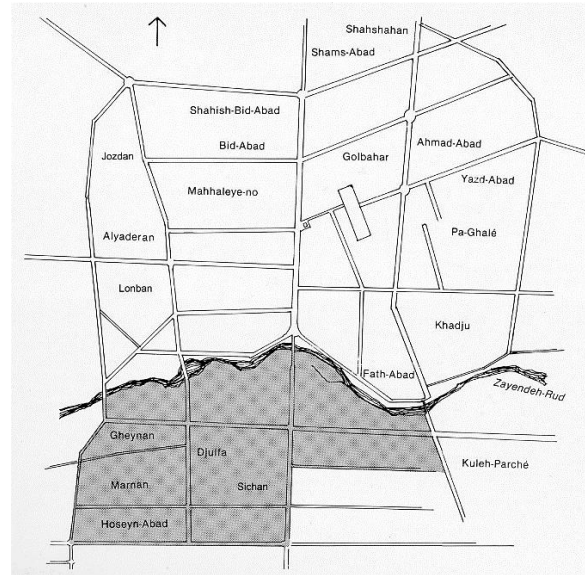 Shahshahan
Shams-Abad
Shahish-Bid-Abad
Bid-Abad
Ahmad-Abad
Jozdan
Golbahar
Yazd-Abad
Mahhaleye-no
Pa-Ghalé
Alyaderan
Lonban
Khadju
Fath-Abad
Zayendeh-Rud
Gheynan
Djulfa
Kuleh-Parché
Marnan
Sichan
Hoseyn-Abad